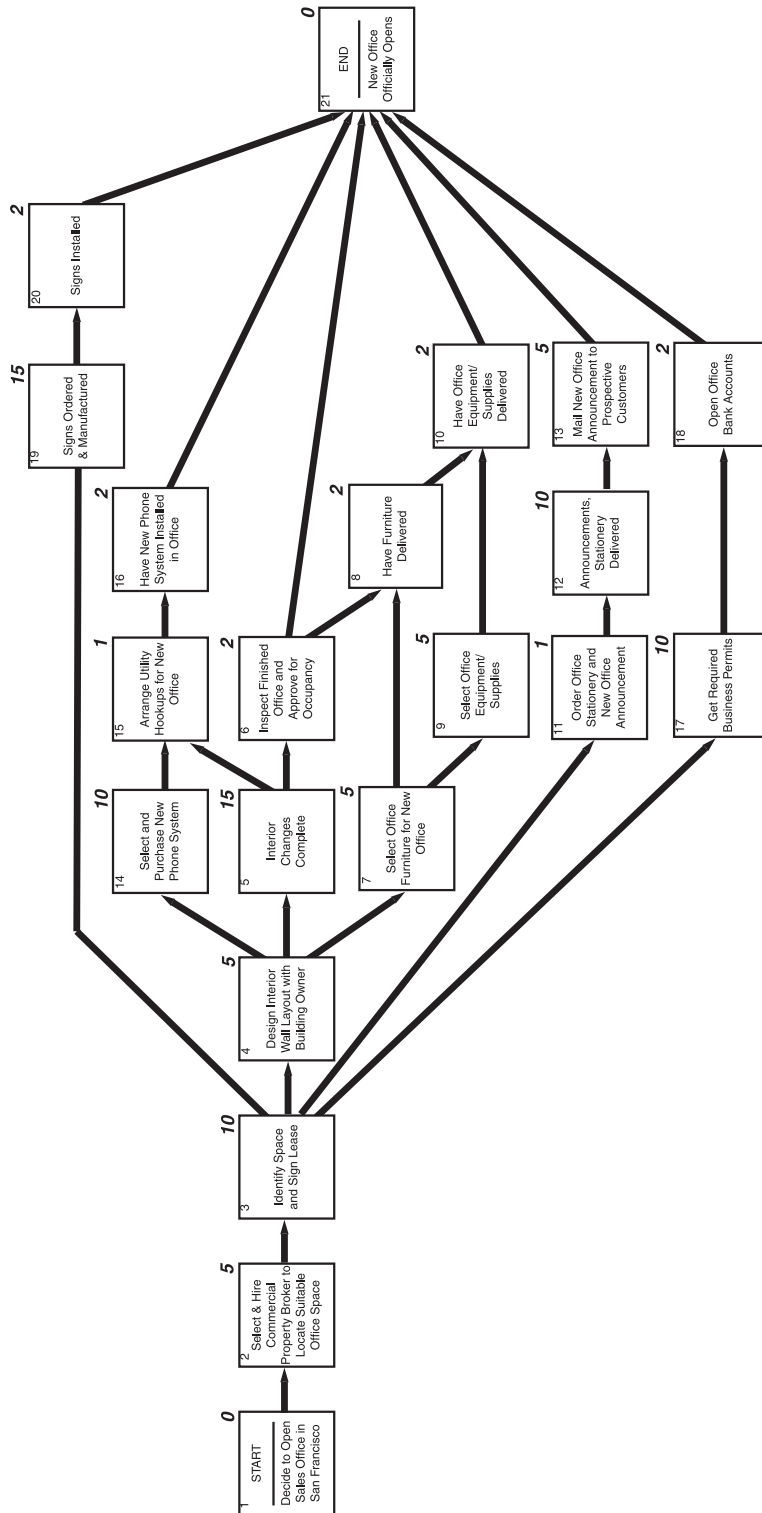 1
0
START
Decide to Open
Sales Office in
San Francisco
2
5
Select & Hire
Commercial
Property Broker to
Locate Suitable
Office Space
3
10
Identify Space
and Sign Lease
4
5
Design Interior
Wall Layout with
Building Owner
14
10
Select and
Purchase New
Phone System
5
15
Interior
Changes
Complete
7
5
Select Office
Furniture for New
Office
15
1
Arrange Utility
Hookups for New
Office
6
2
Inspect Finished
Office and
Approve for
Occupancy
9
5
Select Office
Equipment/
Supplies
11
1
Order Office
Stationery and
New Office
Announcement
17
10
Get Required
Business Permits
16
2
Have New Phone
System Installed
in Office
8
2
Have Furniture
Delivered
12
10
Announcements,
Stationery
Delivered
19
15
Signs Ordered
& Manufactured
10
2
Have Office
Equipment/
Supplies
Delivered
13
5
Mail New Office
Announcement to
Prospective
Customers
18
2
Open Office
Bank Accounts
20
2
Signs Installed
21
0
END
New Office
Officially Opens